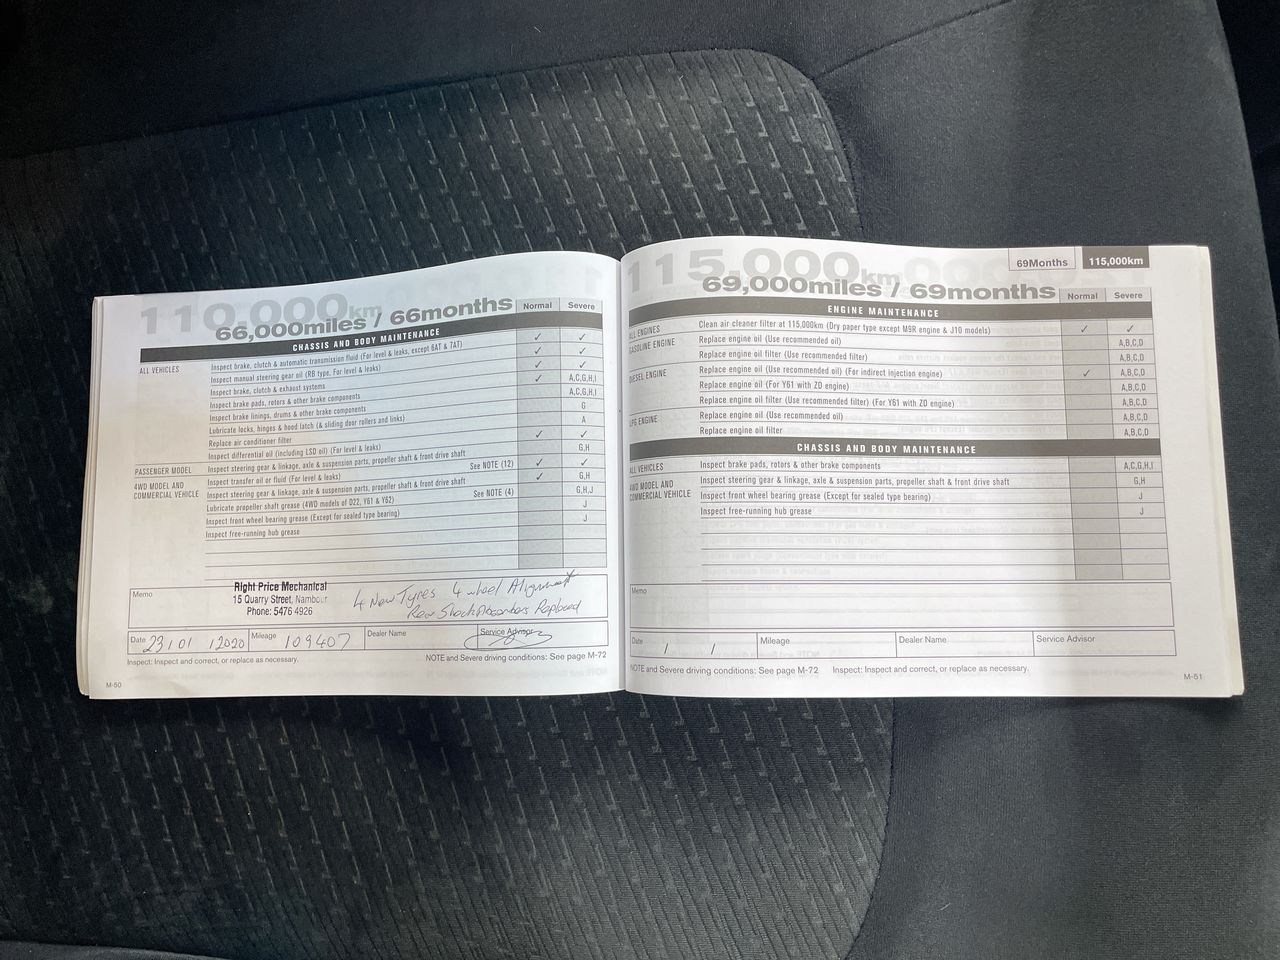 110,000km
66,000miles / 66months
Normal Severe
CHASSIS AND BODY MAINTENANCE
ALL VEHICLES Inspect brake, clutch & automatic transmission fluid (For level & leaks, except 6AT & 7AT) ✓ ✓
Inspect manual steering gear oil (RB type, For level & leaks) ✓ ✓
Inspect brake, clutch & exhaust systems ✓ ✓
Inspect brake pads, rotors & other brake components ✓ A,C,G,H,I
Inspect brake linings, drums & other brake components A,C,G,H,I
Lubricate locks, hinges & hood latch (& sliding door rollers and links) G
Replace air conditioner filter A
Inspect differential oil (including LSD oil) (For level & leaks) ✓ ✓
PASSENGER MODEL Inspect steering gear & linkage, axle & suspension parts, propeller shaft & front drive shaft G,H
4WD MODEL AND COMMERCIAL VEHICLE Inspect transfer oil or fluid (For level & leaks) See NOTE (12) ✓ ✓
Inspect steering gear & linkage, axle & suspension parts, propeller shaft & front drive shaft ✓ G,H
Lubricate propeller shaft grease (4WD models of D22, Y61 & Y62) See NOTE (4) G,H,J
Inspect front wheel bearing grease (Except for sealed type bearing) J
Inspect free-running hub grease J
Memo
Right Price Mechanical
15 Quarry Street, Nambour
Phone: 5476 4926
4 New Tyres 4 wheel Alignment
Rear Shock Absorbers Replaced
Date 23/01/2020 Mileage 109407 Dealer Name Service Advisor
Inspect: Inspect and correct, or replace as necessary. NOTE and Severe driving conditions: See page M-72
M-50
115,000km
69,000miles / 69months
69Months 115,000km
Normal Severe
ENGINE MAINTENANCE
ALL ENGINES Clean air cleaner filter at 115,000km (Dry paper type except M9R engine & J10 models) ✓ ✓
GASOLINE ENGINE Replace engine oil (Use recommended oil) A,B,C,D
Replace engine oil filter (Use recommended filter) A,B,C,D
DIESEL ENGINE Replace engine oil (Use recommended oil) (For indirect injection engine) ✓ A,B,C,D
Replace engine oil (For Y61 with ZD engine) A,B,C,D
Replace engine oil filter (Use recommended filter) (For Y61 with ZD engine) A,B,C,D
LPG ENGINE Replace engine oil (Use recommended oil) A,B,C,D
Replace engine oil filter A,B,C,D
CHASSIS AND BODY MAINTENANCE
ALL VEHICLES Inspect brake pads, rotors & other brake components A,C,G,H,I
4WD MODEL AND COMMERCIAL VEHICLE Inspect steering gear & linkage, axle & suspension parts, propeller shaft & front drive shaft G,H
Inspect front wheel bearing grease (Except for sealed type bearing) J
Inspect free-running hub grease J
Memo
Date / / Mileage Dealer Name Service Advisor
NOTE and Severe driving conditions: See page M-72 Inspect: Inspect and correct, or replace as necessary.
M-51